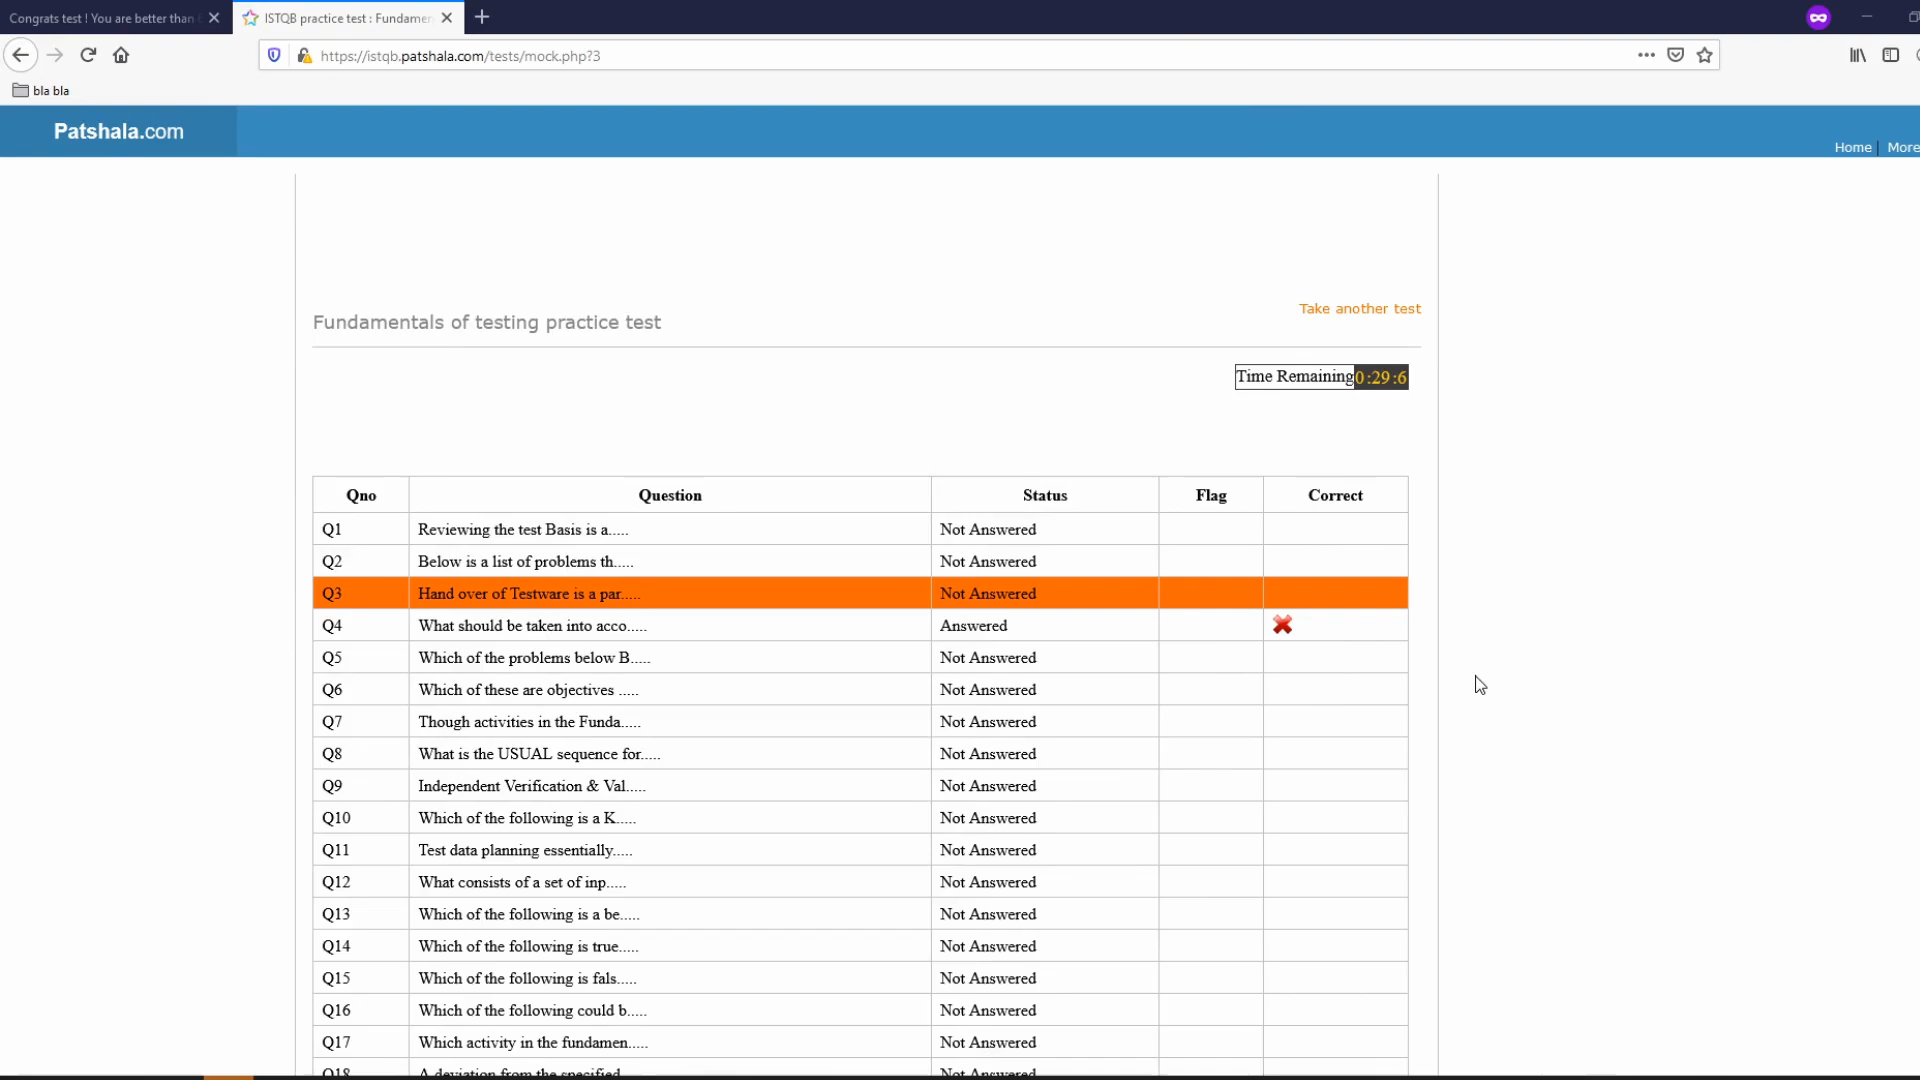 Congrats test ! You are better than
ISTQB practice test : Fundamen
https://istqb.patshala.com/tests/mock.php?3
bla bla
Patshala.com
Home | More
Take another test
Fundamentals of testing practice test
Time Remaining 0:29:6
Qno Question Status Flag Correct
Q1 Reviewing the test Basis is a..... Not Answered
Q2 Below is a list of problems th..... Not Answered
Q3 Hand over of Testware is a par..... Not Answered
Q4 What should be taken into acco..... Answered
Q5 Which of the problems below B..... Not Answered
Q6 Which of these are objectives ..... Not Answered
Q7 Though activities in the Funda..... Not Answered
Q8 What is the USUAL sequence for..... Not Answered
Q9 Independent Verification & Val..... Not Answered
Q10 Which of the following is a K..... Not Answered
Q11 Test data planning essentially..... Not Answered
Q12 What consists of a set of inp..... Not Answered
Q13 Which of the following is a be..... Not Answered
Q14 Which of the following is true..... Not Answered
Q15 Which of the following is fals..... Not Answered
Q16 Which of the following could b..... Not Answered
Q17 Which activity in the fundamen..... Not Answered
Q18 A deviation from the specified..... Not Answered